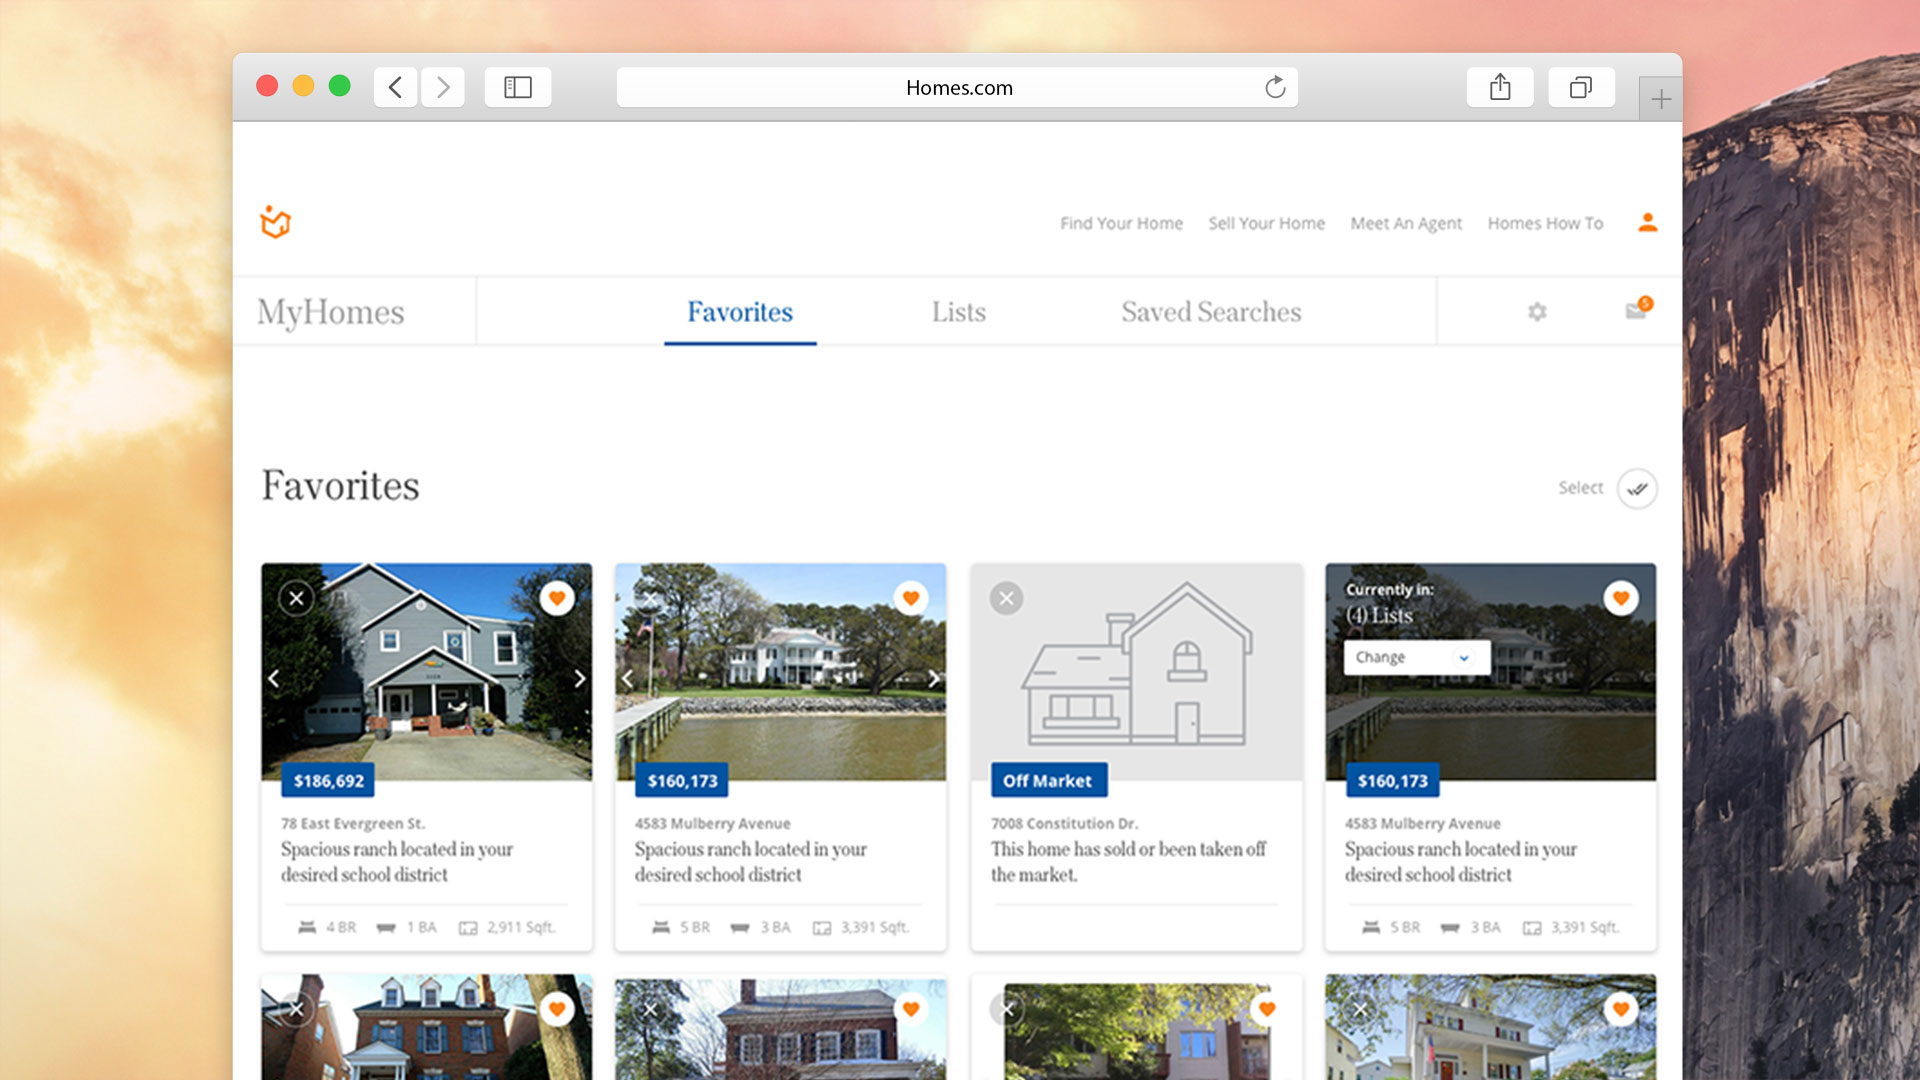 Homes.com
Find Your Home Sell Your Home Meet An Agent Homes How To
MyHomes Favorites Lists Saved Searches 5
Favorites
Select
$186,692
78 East Evergreen St.
Spacious ranch located in your
desired school district
4 BR 1 BA 2,911 Sqft.
$160,173
4583 Mulberry Avenue
Spacious ranch located in your
desired school district
5 BR 3 BA 3,391 Sqft.
Off Market
7008 Constitution Dr.
This home has sold or been taken off
the market.
Currently in:
(4) Lists
Change
$160,173
4583 Mulberry Avenue
Spacious ranch located in your
desired school district
5 BR 3 BA 3,391 Sqft.